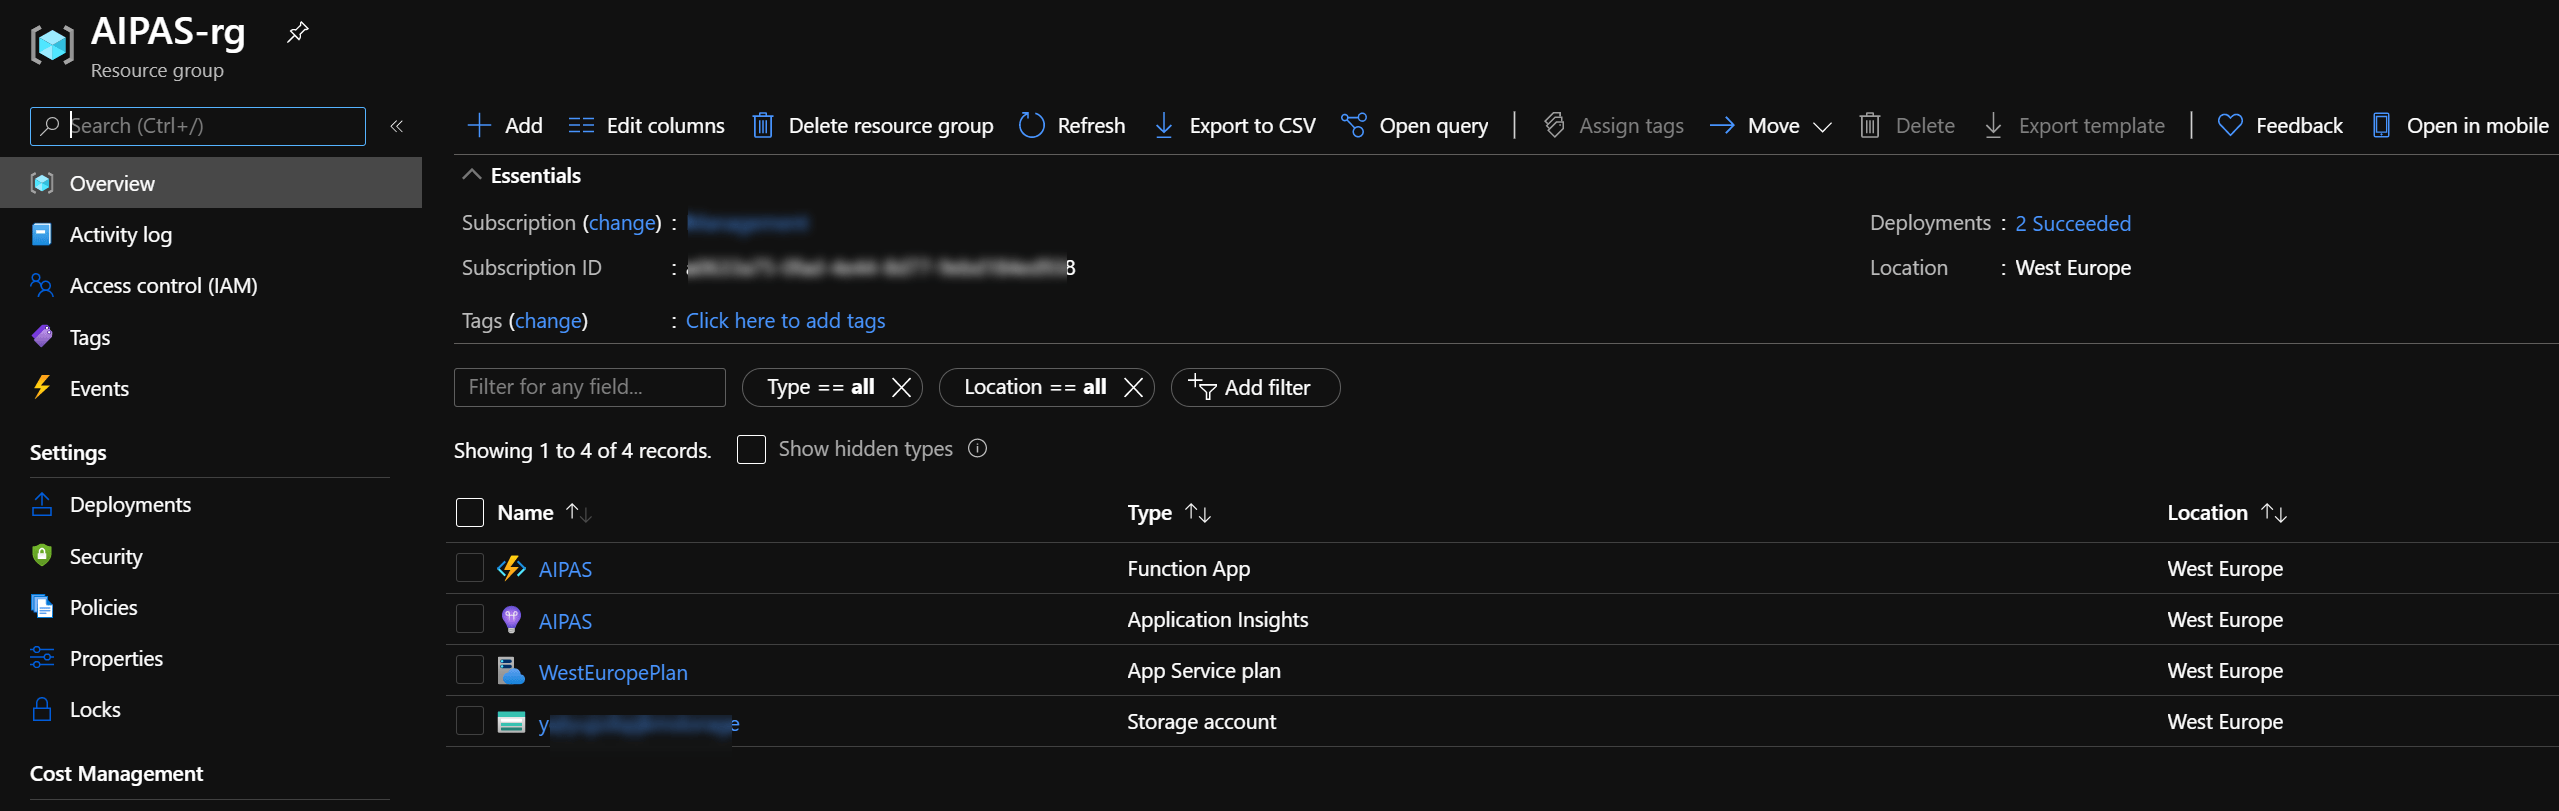 AIPAS-rg
Resource group
Search (Ctrl+/)
«
Add
Edit columns
Delete resource group
Refresh
Export to CSV
Open query
Assign tags
Move
Delete
Export template
Feedback
Open in mobile
Overview
Activity log
Access control (IAM)
Tags
Events
Settings
Deployments
Security
Policies
Properties
Locks
Cost Management
Essentials
Subscription (change) :
Deployments : 2 Succeeded
Subscription ID :
Location : West Europe
Tags (change) : Click here to add tags
Filter for any field...
Type == all
Location == all
Add filter
Showing 1 to 4 of 4 records.
Show hidden types
Name Type Location
AIPAS Function App West Europe
AIPAS Application Insights West Europe
WestEuropePlan App Service plan West Europe
Storage account West Europe